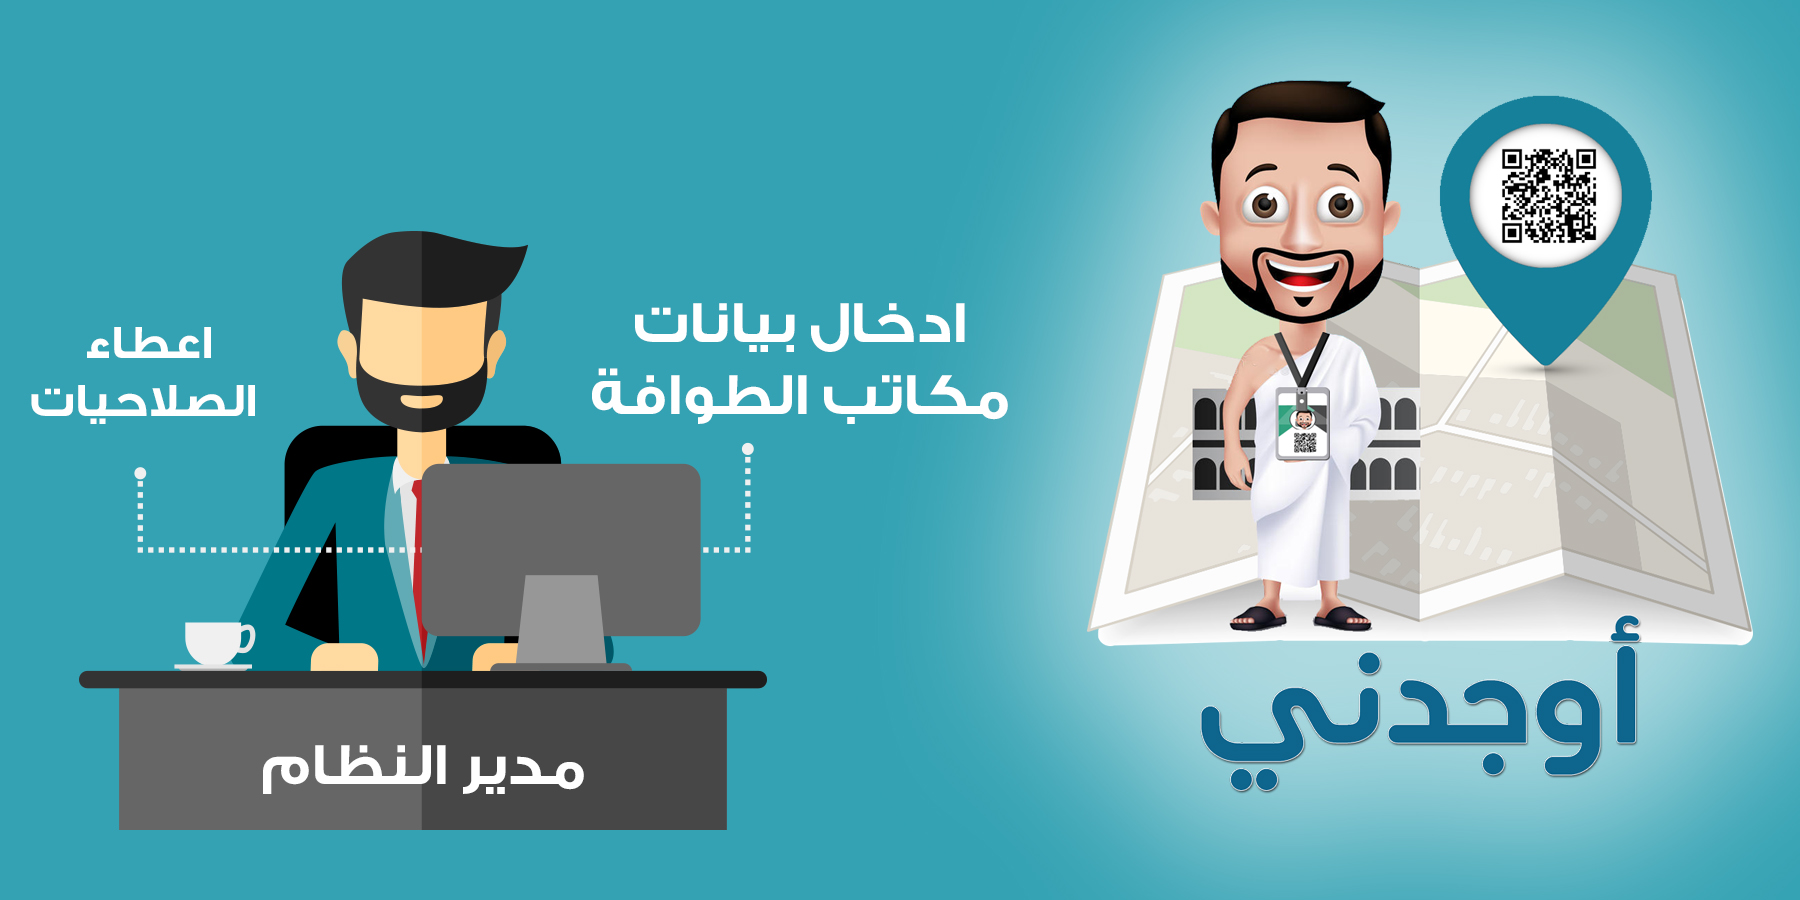 ادخال بيانات
مكاتب الطوافة
اعطاء
الصلاحيات
مدير النظام
أوجدني